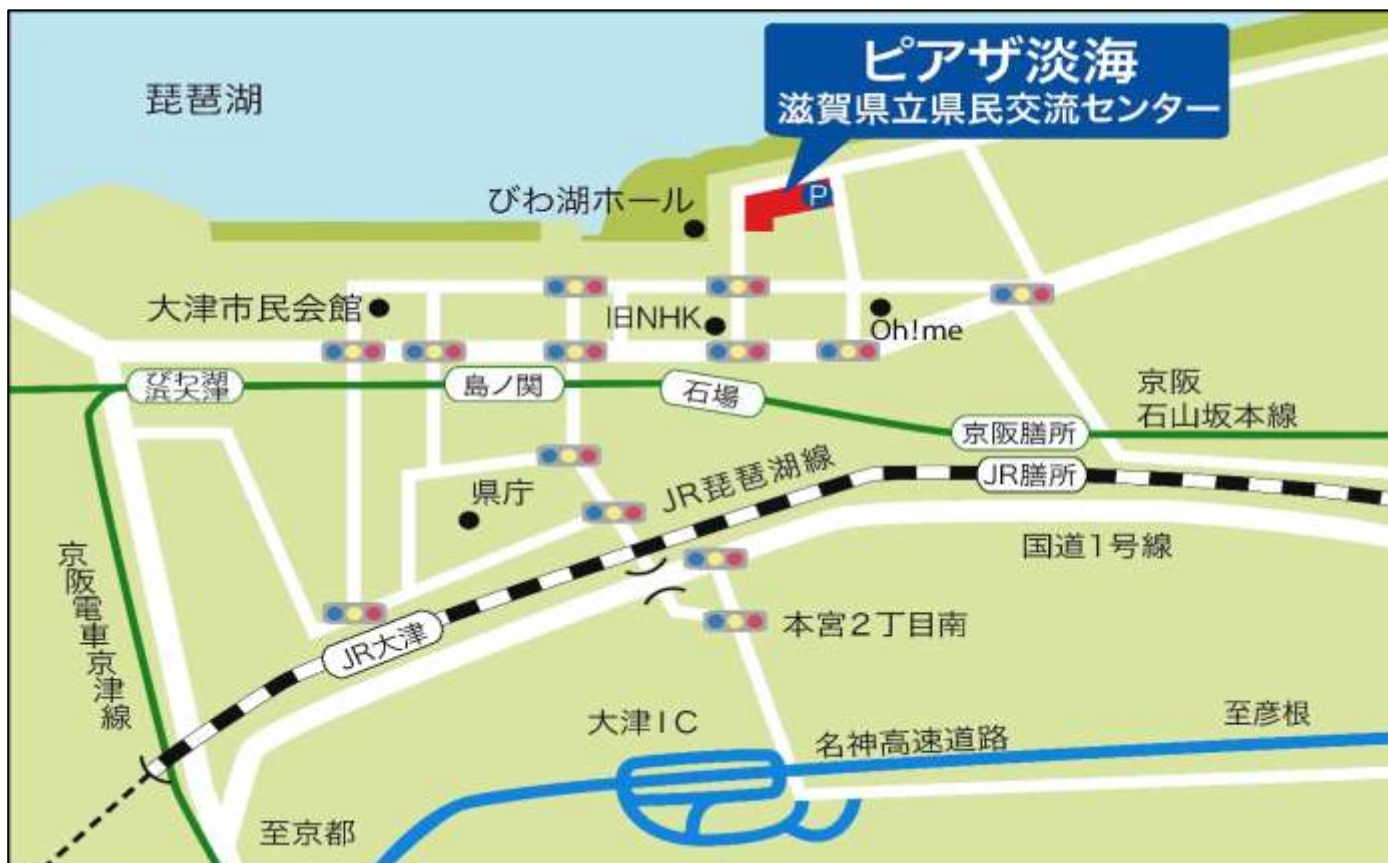 ピアザ淡海
滋賀県立県民交流センター
琵琶湖
P
びわ湖ホール
大津市民会館
旧NHK
Oh!me
びわ湖
浜大津
島ノ関
石場
京阪膳所
京阪
石山坂本線
JR膳所
JR琵琶湖線
県庁
国道1号線
京阪電車京津線
JR大津
本宮2丁目南
大津IC
名神高速道路
至彦根
至京都